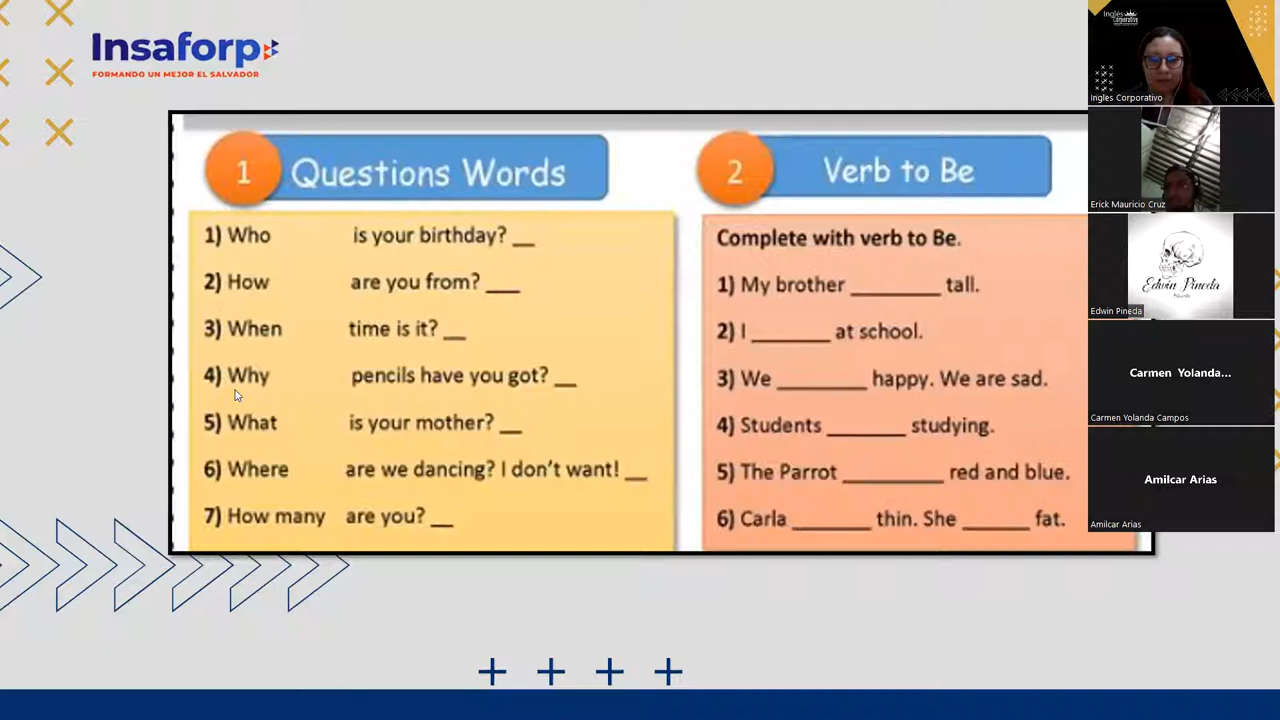 Insaforp
FORMANDO UN MEJOR EL SALVADOR
1 Questions Words
1) Who is your birthday? __
2) How are you from? ___
3) When time is it? __
4) Why pencils have you got? __
5) What is your mother? __
6) Where are we dancing? I don't want! __
7) How many are you? __
2 Verb to Be
Complete with verb to Be.
1) My brother ________ tall.
2) I _______ at school.
3) We ________ happy. We are sad.
4) Students _______ studying.
5) The Parrot _________ red and blue.
6) Carla _______ thin. She ______ fat.
Inglés
Corporativo
Ingles Corporativo
Erick Mauricio Cruz
Edwin Pineda
Edwin Pineda
Carmen Yolanda...
Carmen Yolanda Campos
Amilcar Arias
Amilcar Arias